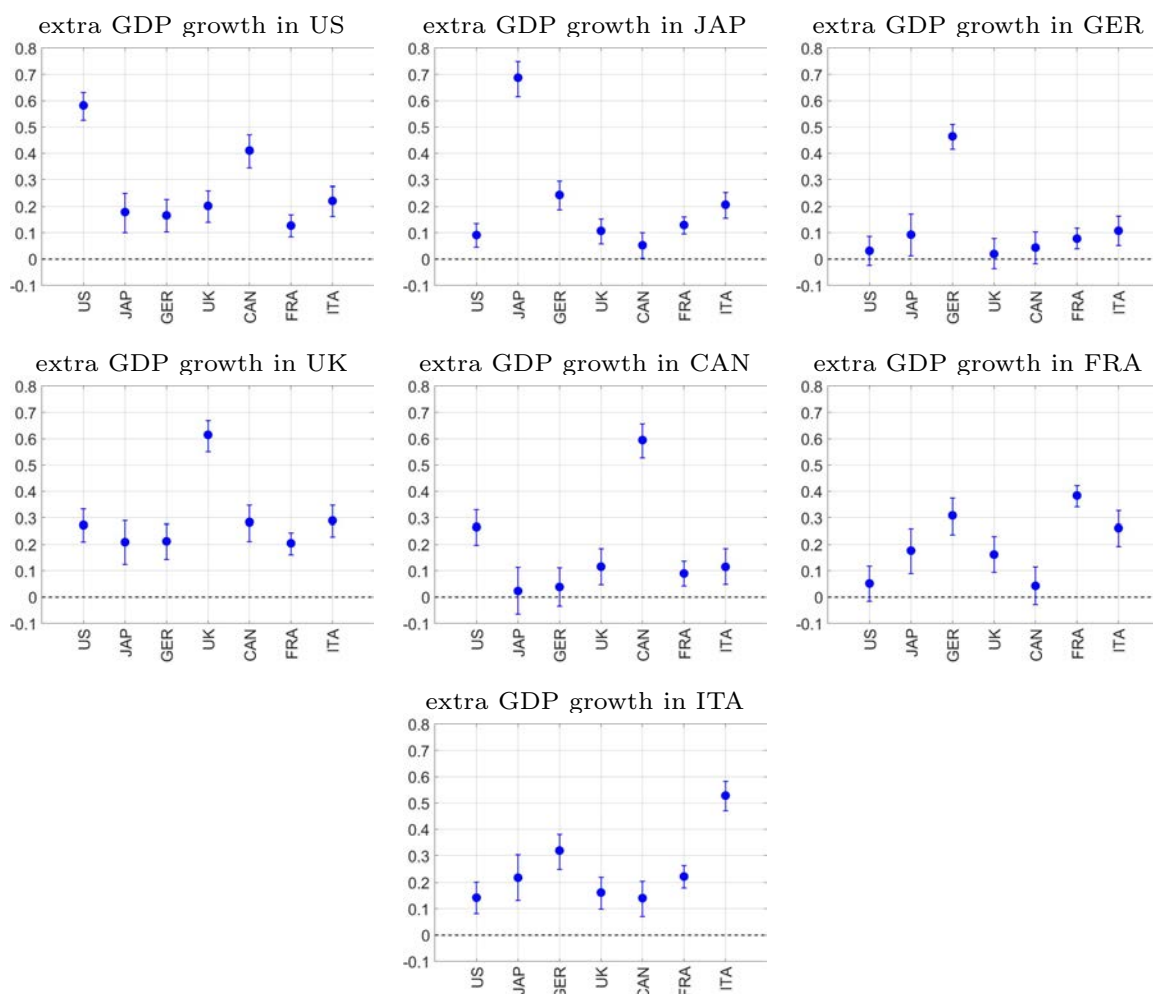 extra GDP growth in US
0.8
0.7
0.6
0.5
0.4
0.3
0.2
0.1
0
-0.1
US
JAP
GER
UK
CAN
FRA
ITA
extra GDP growth in JAP
0.8
0.7
0.6
0.5
0.4
0.3
0.2
0.1
0
-0.1
US
JAP
GER
UK
CAN
FRA
ITA
extra GDP growth in GER
0.8
0.7
0.6
0.5
0.4
0.3
0.2
0.1
0
-0.1
US
JAP
GER
UK
CAN
FRA
ITA
extra GDP growth in UK
0.8
0.7
0.6
0.5
0.4
0.3
0.2
0.1
0
-0.1
US
JAP
GER
UK
CAN
FRA
ITA
extra GDP growth in CAN
0.8
0.7
0.6
0.5
0.4
0.3
0.2
0.1
0
-0.1
US
JAP
GER
UK
CAN
FRA
ITA
extra GDP growth in FRA
0.8
0.7
0.6
0.5
0.4
0.3
0.2
0.1
0
-0.1
US
JAP
GER
UK
CAN
FRA
ITA
extra GDP growth in ITA
0.8
0.7
0.6
0.5
0.4
0.3
0.2
0.1
0
-0.1
US
JAP
GER
UK
CAN
FRA
ITA